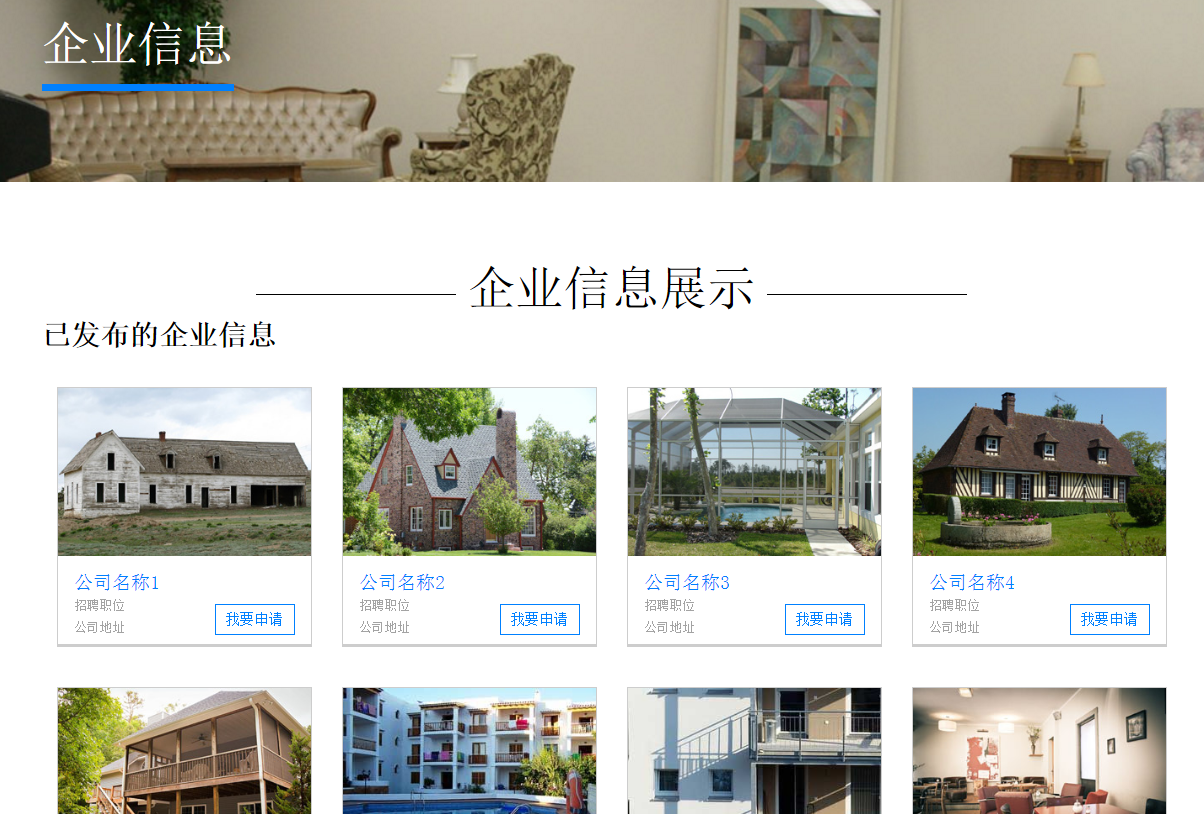 企业信息
企业信息展示
已发布的企业信息
公司名称1
招聘职位
公司地址
我要申请
公司名称2
招聘职位
公司地址
我要申请
公司名称3
招聘职位
公司地址
我要申请
公司名称4
招聘职位
公司地址
我要申请